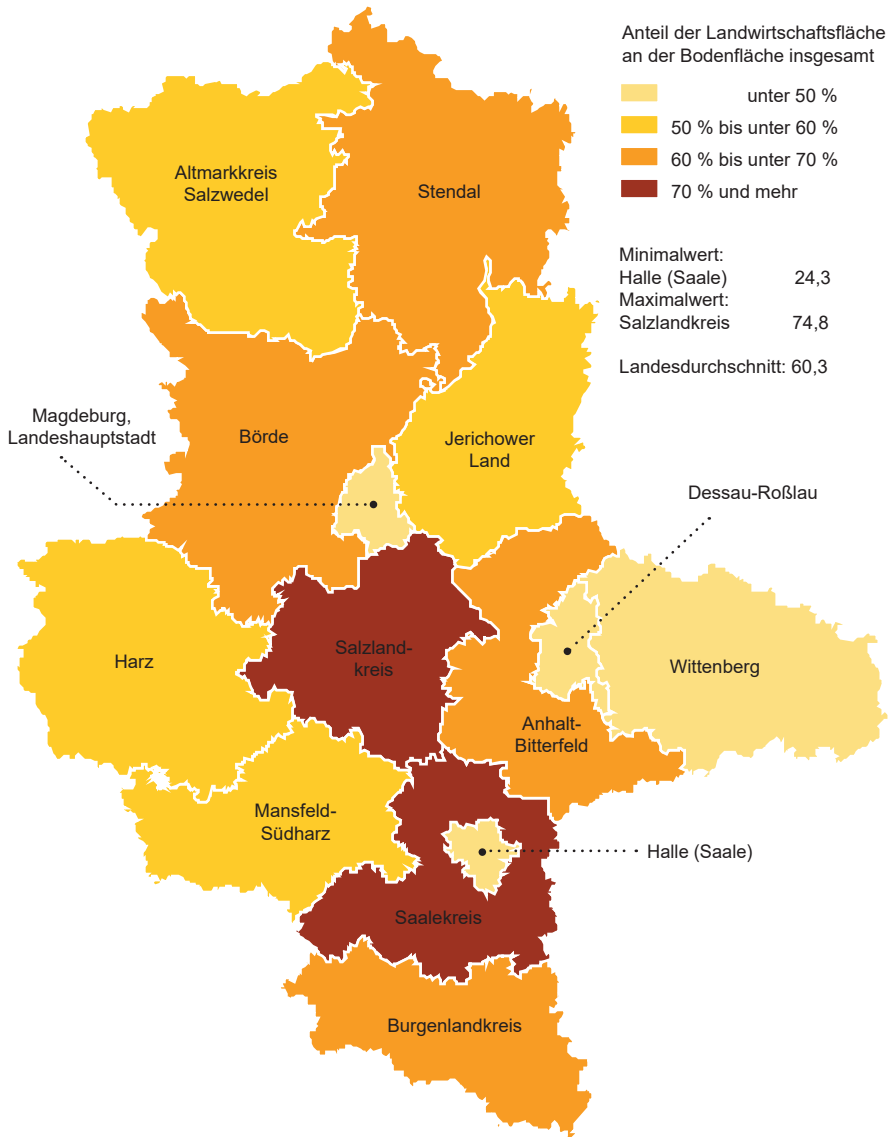 Anteil der Landwirtschaftsfläche
an der Bodenfläche insgesamt
unter 50 %
50 % bis unter 60 %
60 % bis unter 70 %
70 % und mehr
Minimalwert:
Halle (Saale) 24,3
Maximalwert:
Salzlandkreis 74,8
Landesdurchschnitt: 60,3
Altmarkkreis
Salzwedel
Stendal
Magdeburg,
Landeshauptstadt
Börde
Jerichower
Land
Dessau-Roßlau
Harz
Salzland-
kreis
Wittenberg
Anhalt-
Bitterfeld
Mansfeld-
Südharz
Halle (Saale)
Saalekreis
Burgenlandkreis